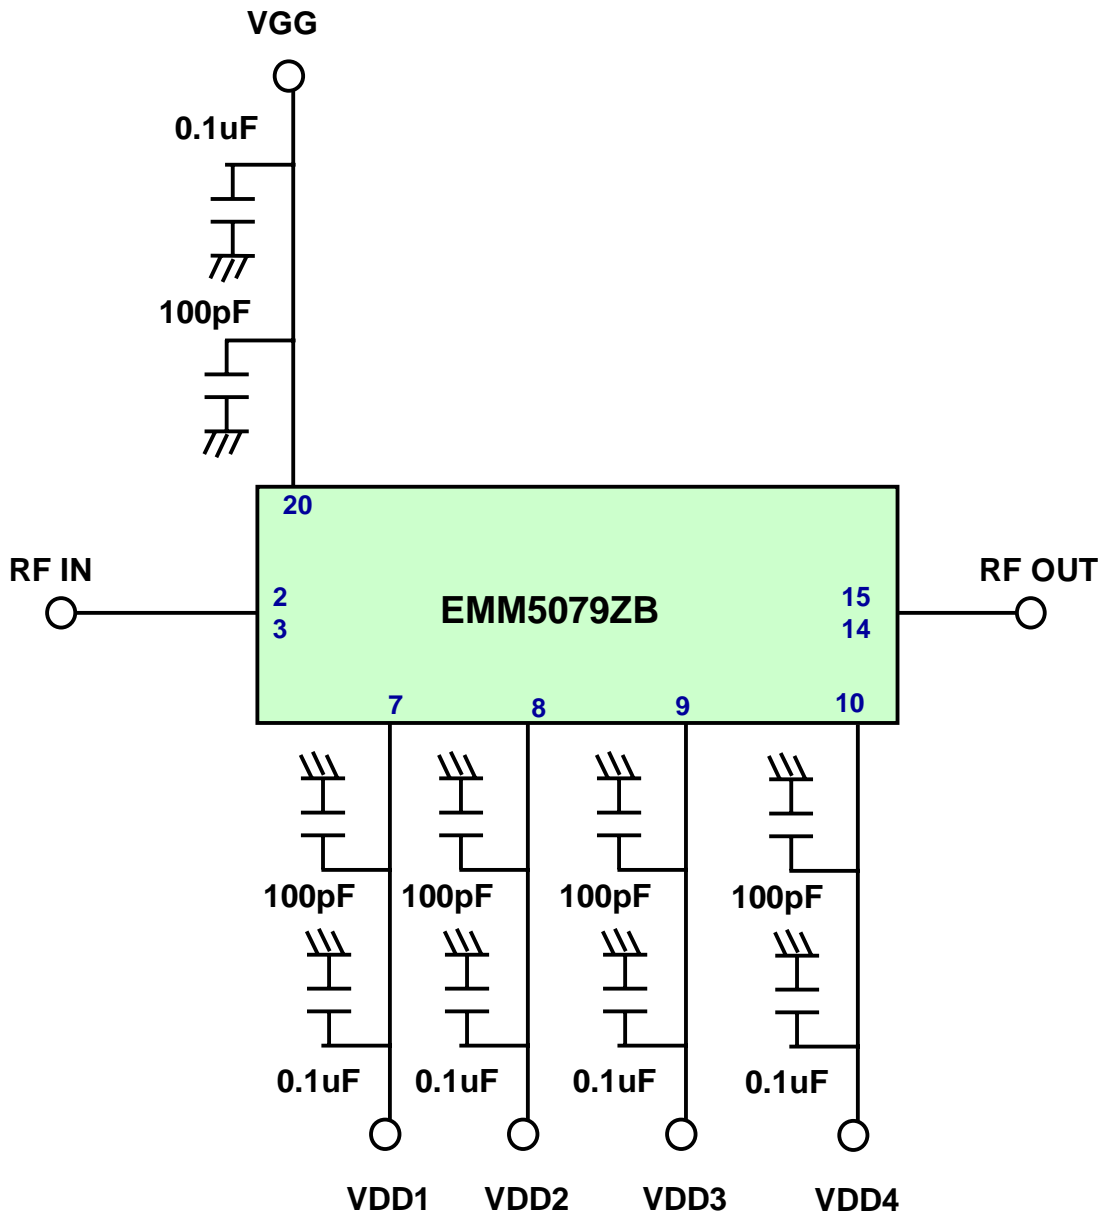 VGG
0.1uF
100pF
20
RF IN
RF OUT
2
3
EMM5079ZB
15
14
7
8
9
10
100pF
100pF
100pF
100pF
0.1uF
0.1uF
0.1uF
0.1uF
VDD1
VDD2
VDD3
VDD4